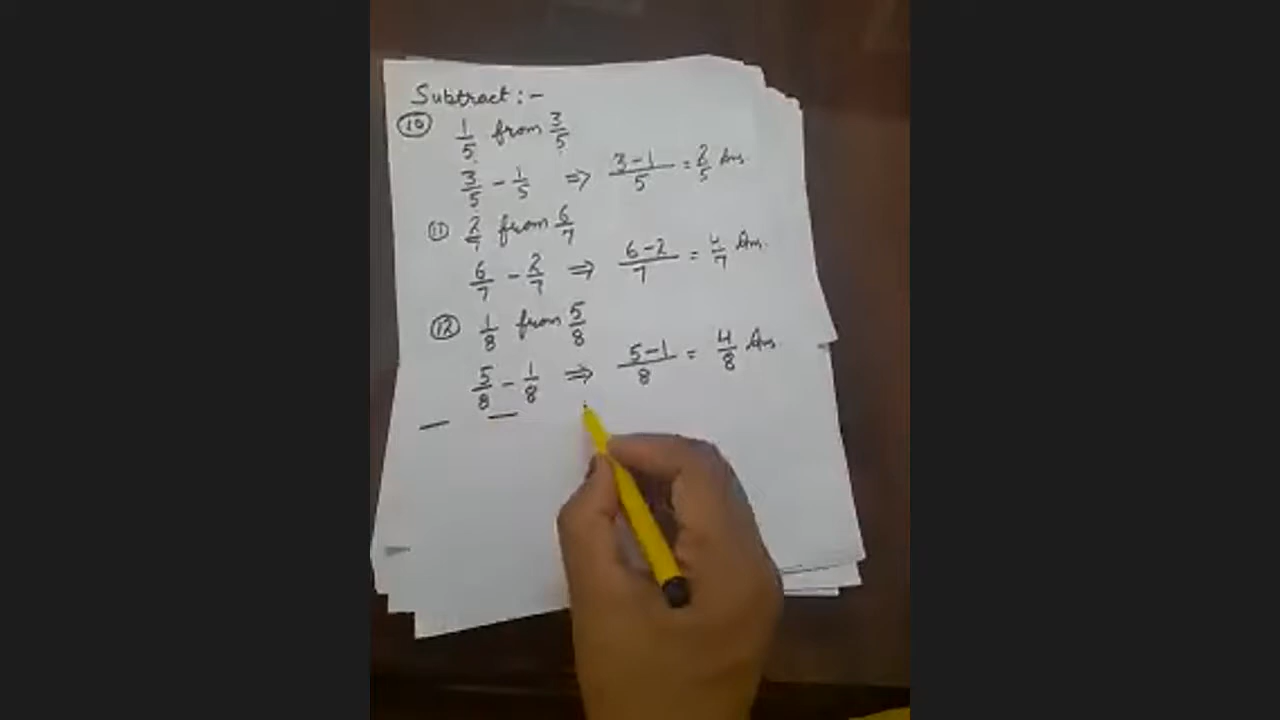 Subtract :-
(10) 1/5 from 3/5
3/5 - 1/5 ⇒ 3-1/5 = 2/5 Ans.
(11) 2/7 from 6/7
6/7 - 2/7 ⇒ 6-2/7 = 4/7 Ans.
(12) 1/8 from 5/8
5/8 - 1/8 ⇒ 5-1/8 = 4/8 Ans.